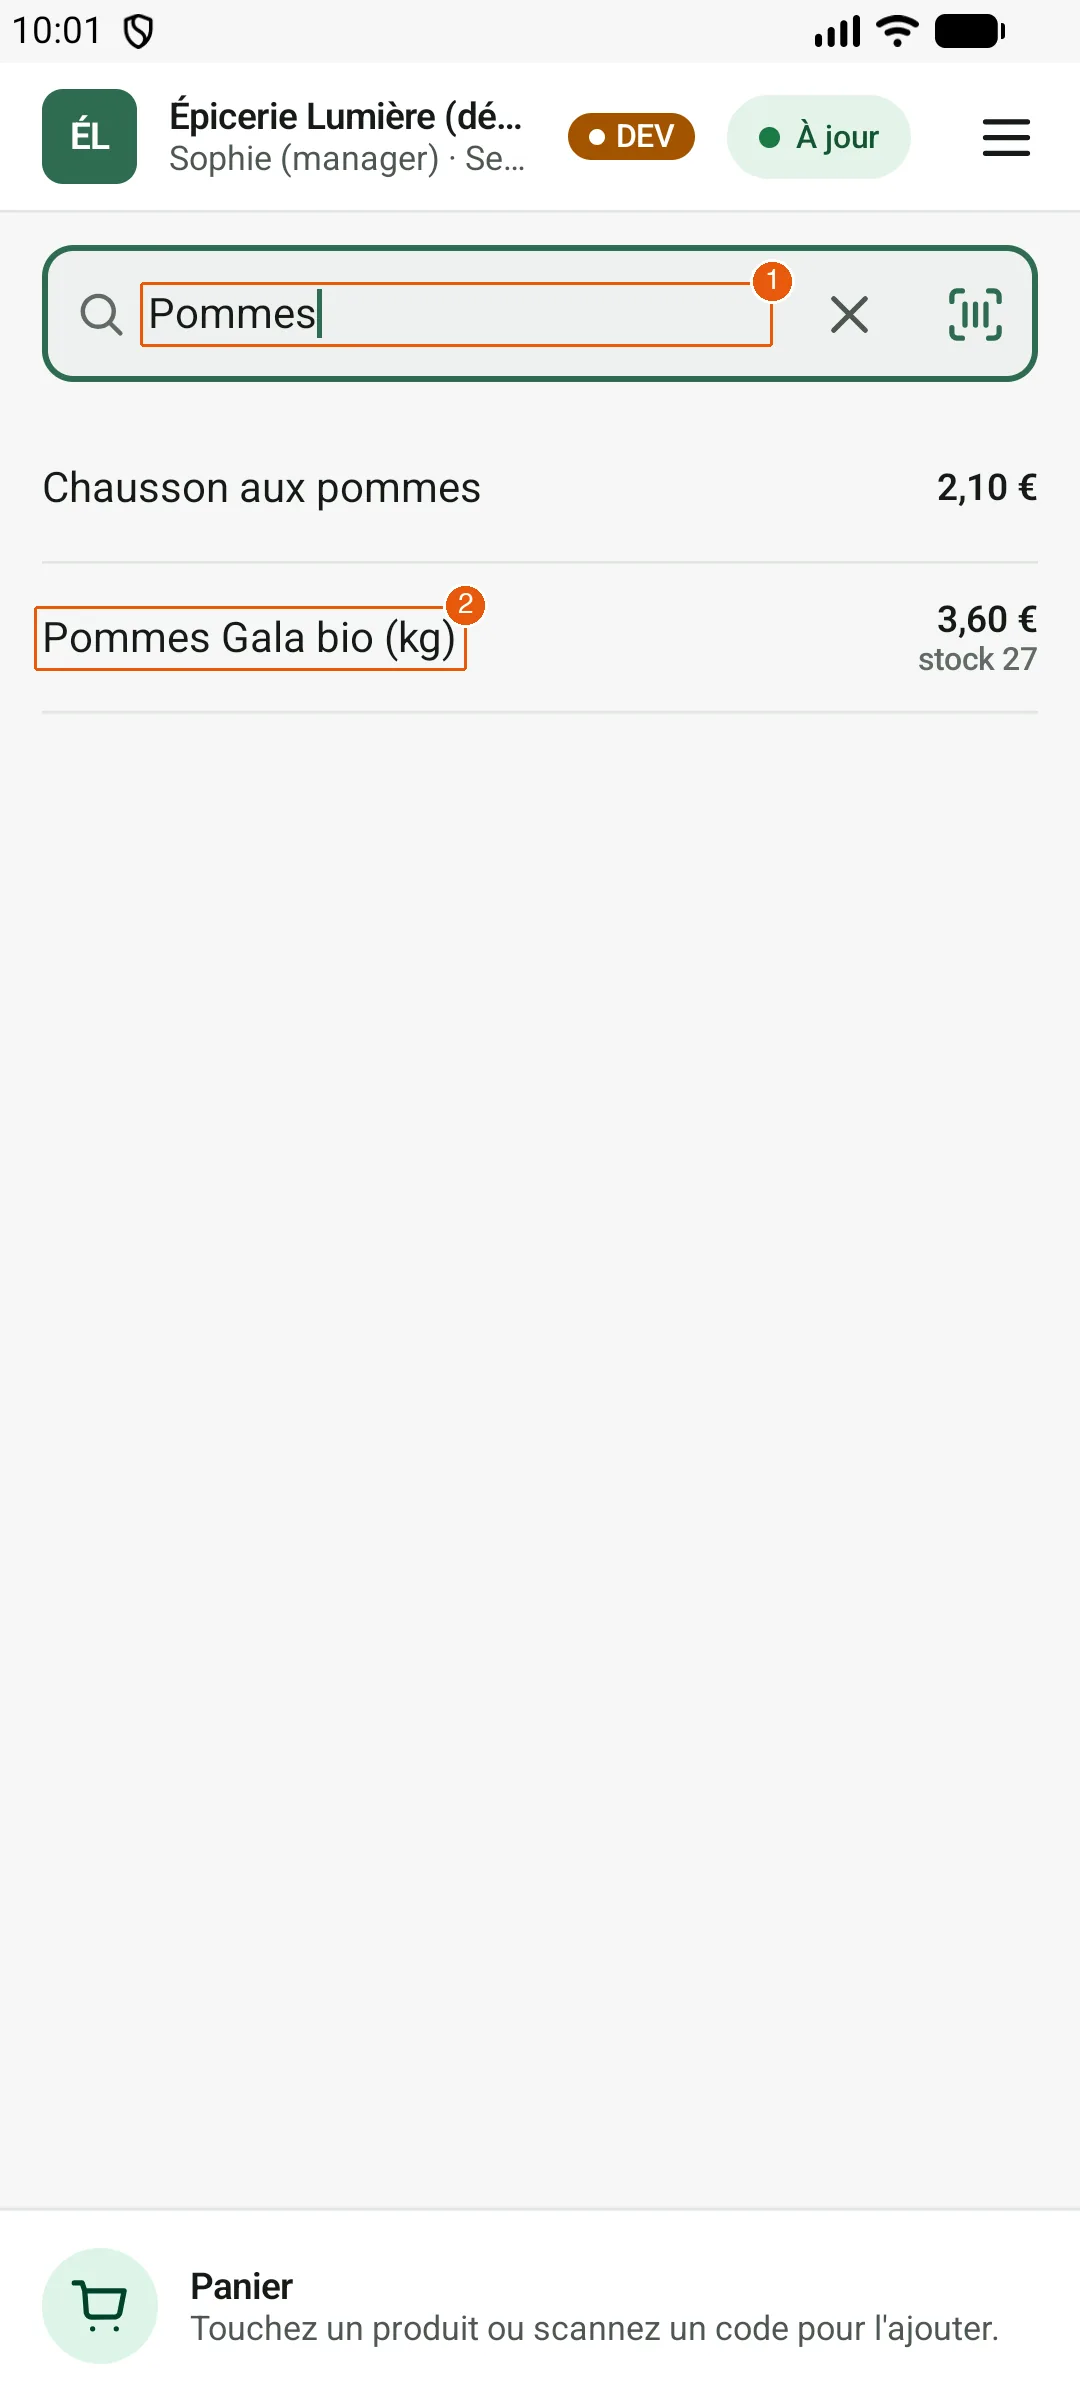 10:01
ÉL
Épicerie Lumière (dé...
Sophie (manager) · Se...
DEV
À jour
Pommes
1
Chausson aux pommes
2,10 €
2
Pommes Gala bio (kg)
3,60 €
stock 27
Panier
Touchez un produit ou scannez un code pour l'ajouter.